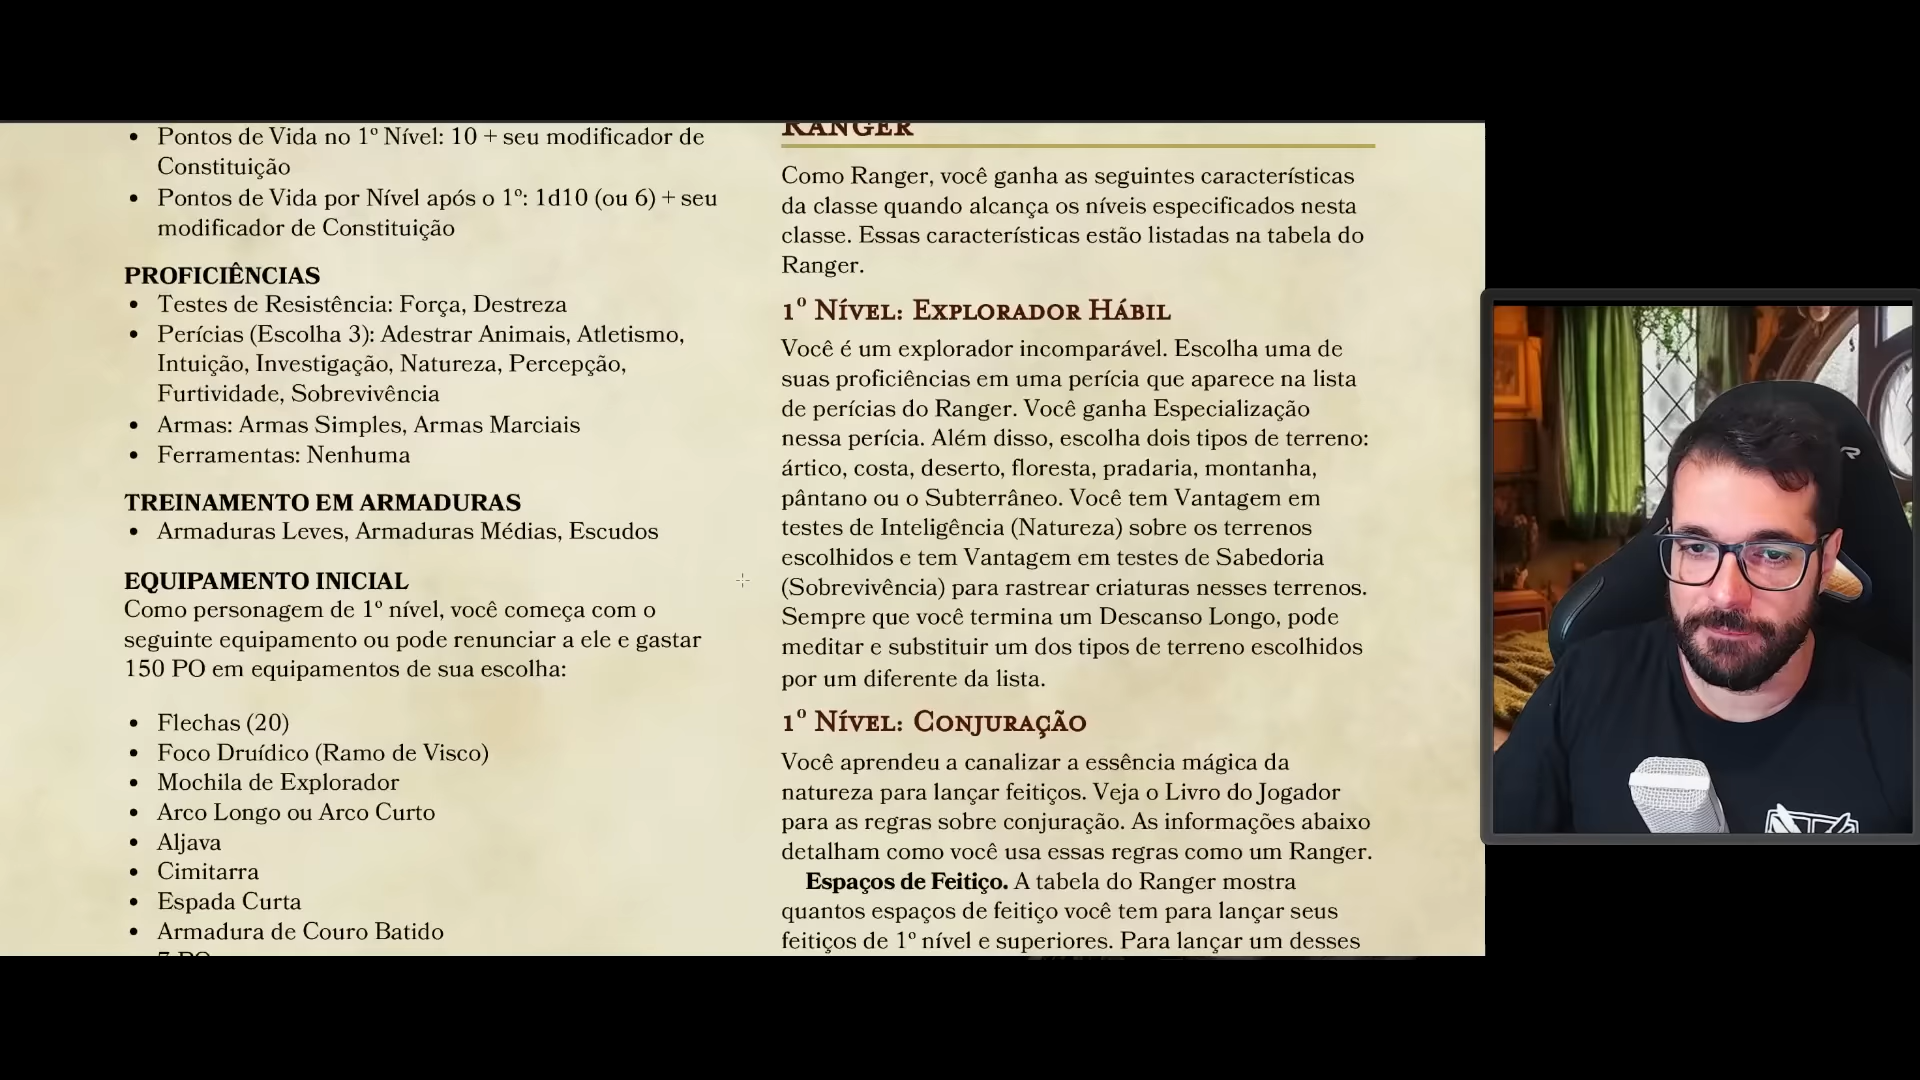 • Pontos de Vida no 1º Nível: 10 + seu modificador de
Constituição
• Pontos de Vida por Nível após o 1º: 1d10 (ou 6) + seu
modificador de Constituição
PROFICIÊNCIAS
• Testes de Resistência: Força, Destreza
• Perícias (Escolha 3): Adestrar Animais, Atletismo,
Intuição, Investigação, Natureza, Percepção,
Furtividade, Sobrevivência
• Armas: Armas Simples, Armas Marciais
• Ferramentas: Nenhuma
TREINAMENTO EM ARMADURAS
• Armaduras Leves, Armaduras Médias, Escudos
EQUIPAMENTO INICIAL
Como personagem de 1º nível, você começa com o
seguinte equipamento ou pode renunciar a ele e gastar
150 PO em equipamentos de sua escolha:
• Flechas (20)
• Foco Druídico (Ramo de Visco)
• Mochila de Explorador
• Arco Longo ou Arco Curto
• Aljava
• Cimitarra
• Espada Curta
• Armadura de Couro Batido
7 PO
RANGER
Como Ranger, você ganha as seguintes características
da classe quando alcança os níveis especificados nesta
classe. Essas características estão listadas na tabela do
Ranger.
1º Nível: Explorador Hábil
Você é um explorador incomparável. Escolha uma de
suas proficiências em uma perícia que aparece na lista
de perícias do Ranger. Você ganha Especialização
nessa perícia. Além disso, escolha dois tipos de terreno:
ártico, costa, deserto, floresta, pradaria, montanha,
pântano ou o Subterrâneo. Você tem Vantagem em
testes de Inteligência (Natureza) sobre os terrenos
escolhidos e tem Vantagem em testes de Sabedoria
(Sobrevivência) para rastrear criaturas nesses terrenos.
Sempre que você termina um Descanso Longo, pode
meditar e substituir um dos tipos de terreno escolhidos
por um diferente da lista.
1º Nível: Conjuração
Você aprendeu a canalizar a essência mágica da
natureza para lançar feitiços. Veja o Livro do Jogador
para as regras sobre conjuração. As informações abaixo
detalham como você usa essas regras como um Ranger.
Espaços de Feitiço. A tabela do Ranger mostra
quantos espaços de feitiço você tem para lançar seus
feitiços de 1º nível e superiores. Para lançar um desses